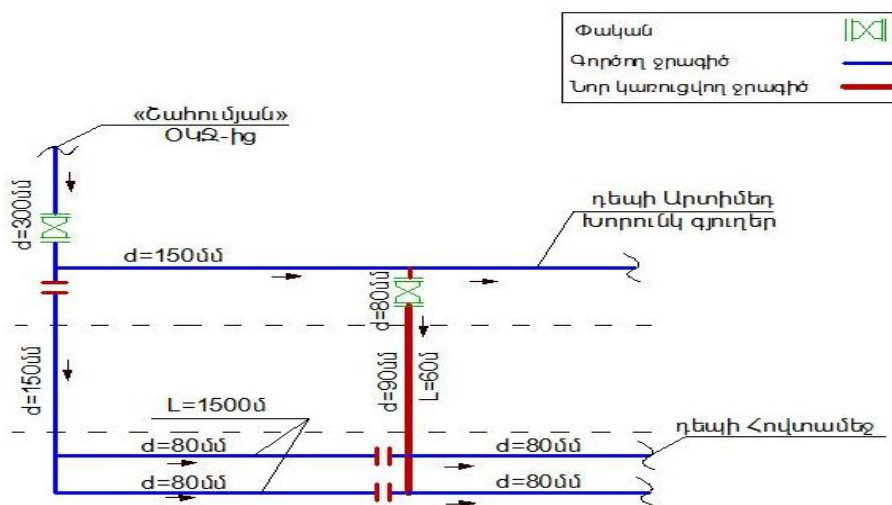 Փական
Գործող ջրագիծ
Նոր կառուցվող ջրագիծ
«Շահումյան»
ՕԿՋ-ից
d=300մմ
դեպի Արտիմեդ
Խորունկ գյուղեր
d=150մմ
d=80մմ
d=150մմ
d=90մմ
L=60մ
L=1500մ
դեպի Հովտամեջ
d=80մմ
d=80մմ
d=80մմ
d=80մմ